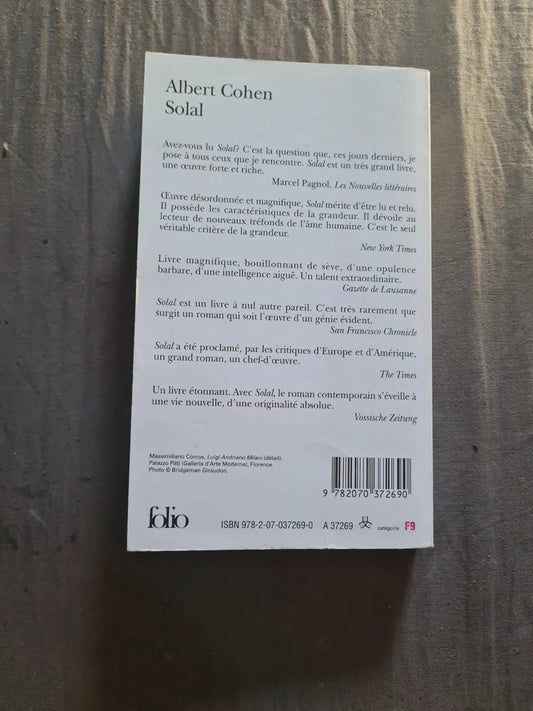 Albert Cohen
Solal
Avez-vous lu Solal? C'est la question que, ces jours derniers, je
pose à tous ceux que je rencontre. Solal est un très grand livre,
une œuvre forte et riche.
Marcel Pagnol, Les Nouvelles littéraires
Œuvre désordonnée et magnifique, Solal mérite d'être lu et relu.
Il possède les caractéristiques de la grandeur. Il dévoile au
lecteur de nouveaux tréfonds de l'âme humaine. C'est le seul
véritable critère de la grandeur.
New York Times
Livre magnifique, bouillonnant de sève, d'une opulence
barbare, d'une intelligence aiguë. Un talent extraordinaire.
Gazette de Lausanne
Solal est un livre à nul autre pareil. C'est très rarement que
surgit un roman qui soit l'œuvre d'un génie évident.
San Francisco Chronicle
Solal a été proclamé, par les critiques d'Europe et d'Amérique,
un grand roman, un chef-d'œuvre.
The Times
Un livre étonnant. Avec Solal, le roman contemporain s'éveille à
une vie nouvelle, d'une originalité absolue.
Vossische Zeitung
Massimiliano Corcos, Luigi Andriano Milani (détail),
Palazzo Pitti (Galleria d'Arte Moderna), Florence.
Photo © Bridgeman Giraudon.
9 782070 372690
folio
ISBN 978-2-07-037269-0 A 37269 catégorie F9